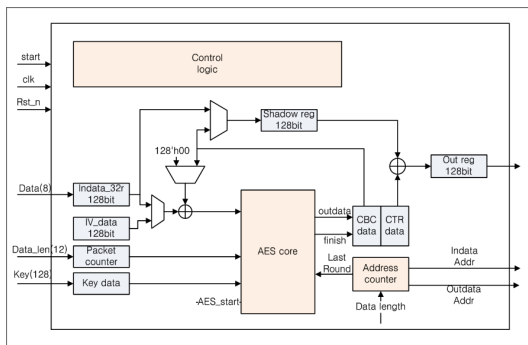 start
clk
Rst_n
Control
logic
Shadow reg
128bit
128'h00
Out reg
128bit
Data(8)
Indata_32r
128bit
IV_data
128bit
outdata
CBC
data
CTR
data
AES core
finish
Data_len(12)
Packet
counter
Key(128)
Key data
Last
Round
Address
counter
Indata
Addr
Outdata
Addr
AES_start
Data length